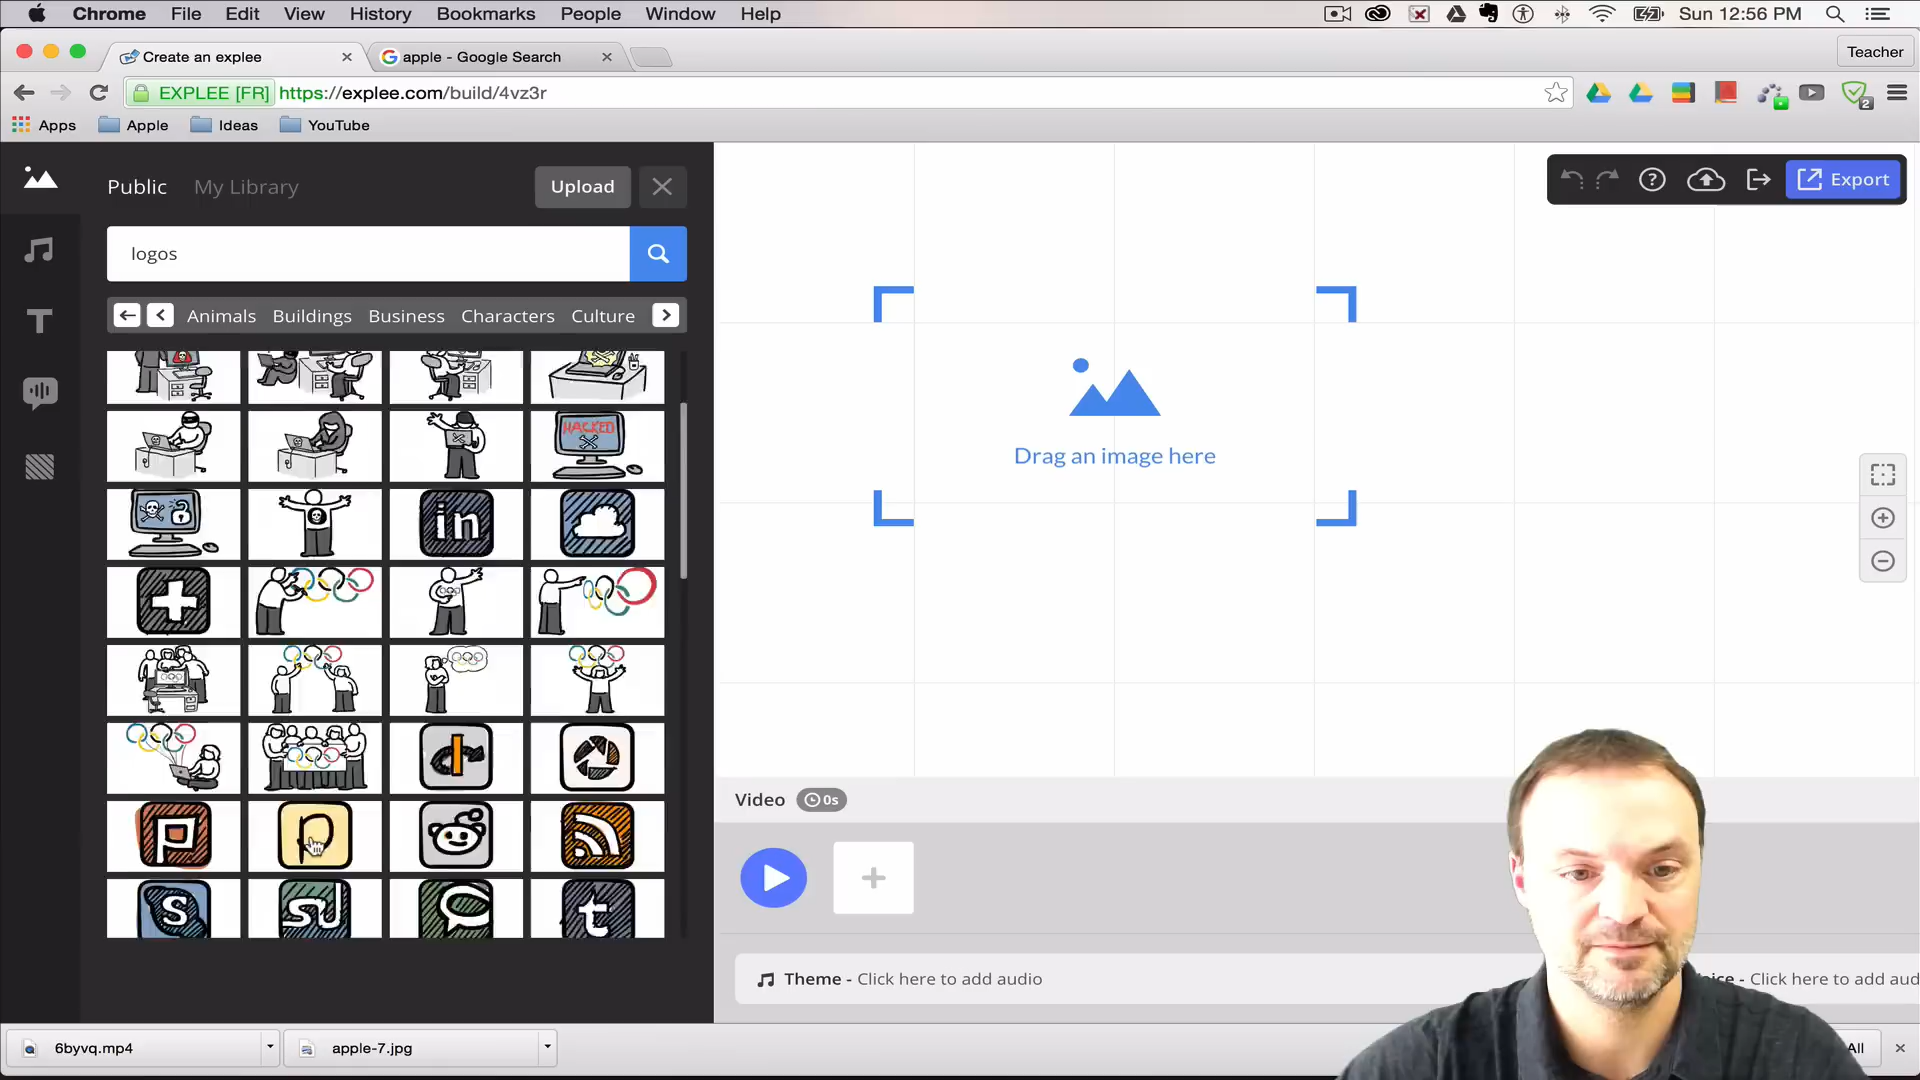 Chrome File Edit View History Bookmarks People Window Help Sun 12:56 PM
Create an explee apple - Google Search Teacher
EXPLEE [FR] https://explee.com/build/4vz3r
Apps Apple Ideas YouTube 2
Public My Library Upload
Export
logos
Animals Buildings Business Characters Culture
HACKED
in
Drag an image here
Video 0s
Theme - Click here to add audio
oice - Click here to add aud
6byvq.mp4 apple-7.jpg All